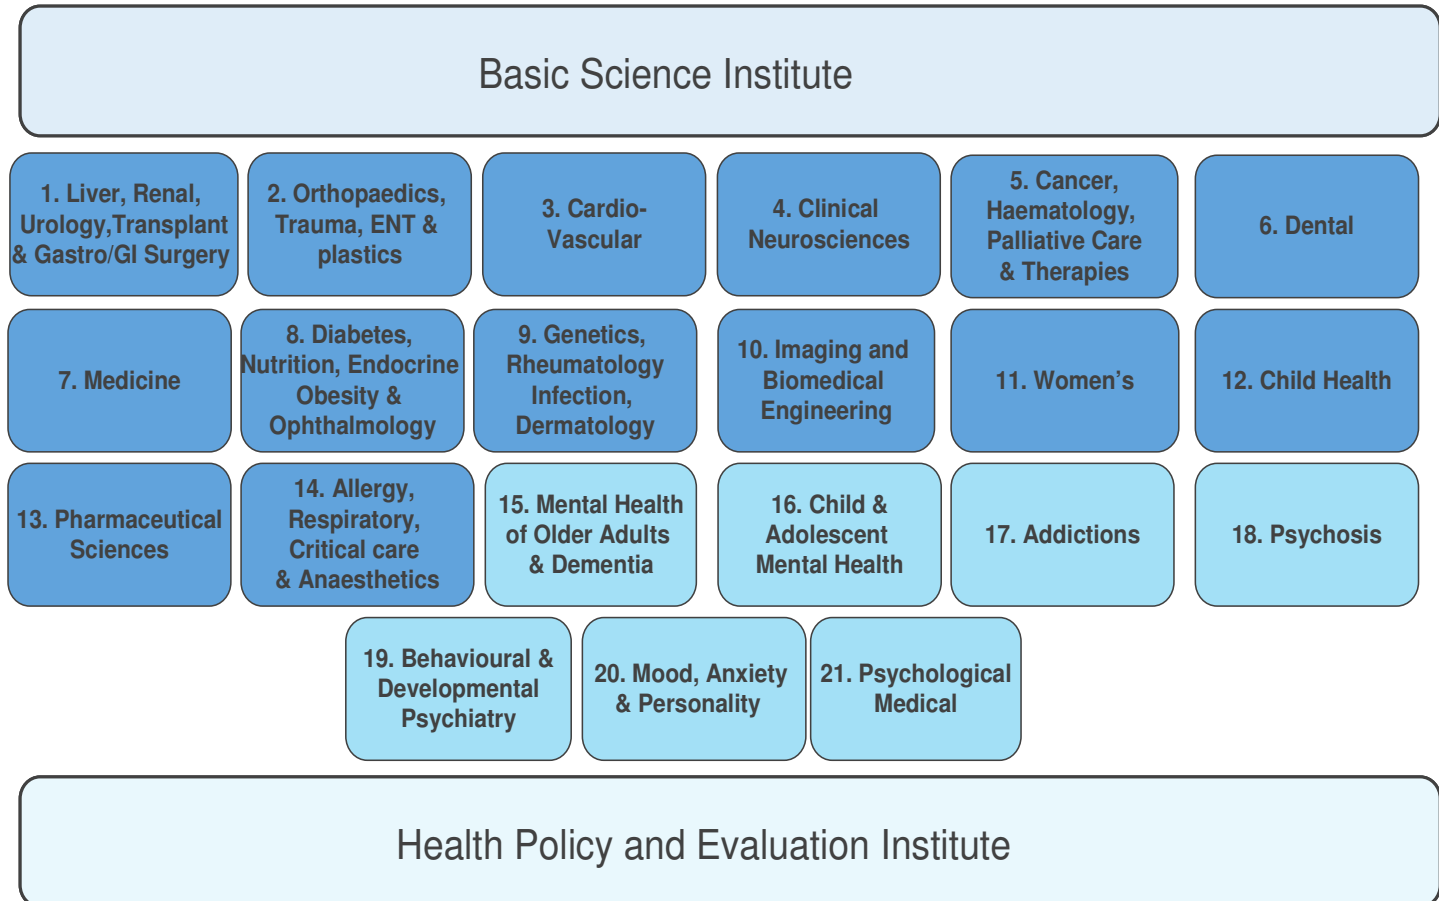 Basic Science Institute
1. Liver, Renal,
Urology,Transplant
& Gastro/GI Surgery
2. Orthopaedics,
Trauma, ENT &
plastics
3. Cardio-
Vascular
4. Clinical
Neurosciences
5. Cancer,
Haematology,
Palliative Care
& Therapies
6. Dental
7. Medicine
8. Diabetes,
Nutrition, Endocrine
Obesity &
Ophthalmology
9. Genetics,
Rheumatology
Infection,
Dermatology
10. Imaging and
Biomedical
Engineering
11. Women’s
12. Child Health
13. Pharmaceutical
Sciences
14. Allergy,
Respiratory,
Critical care
& Anaesthetics
15. Mental Health
of Older Adults
& Dementia
16. Child &
Adolescent
Mental Health
17. Addictions
18. Psychosis
19. Behavioural &
Developmental
Psychiatry
20. Mood, Anxiety
& Personality
21. Psychological
Medical
Health Policy and Evaluation Institute